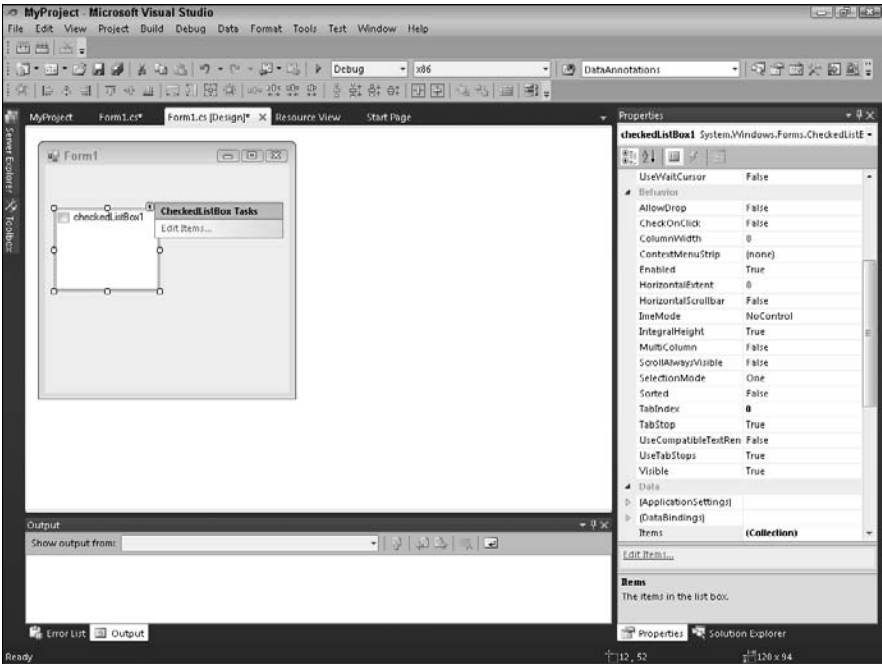 MyProject - Microsoft Visual Studio
File Edit View Project Build Debug Data Format Tools Test Window Help
Debug x86 DataAnnotations
MyProject Form1.cs* Form1.cs [Design]* X Resource View Start Page
Server Explorer
Toolbox
Form1
checkedListBox1
CheckedListBox Tasks
Edit Items...
Properties
checkedListBox1 System.Windows.Forms.CheckedListE
UseWaitCursor False
Behavior
AllowDrop False
CheckOnClick False
ColumnWidth 0
ContextMenuStrip (none)
Enabled True
HorizontalExtent 0
HorizontalScrollbar False
ImeMode NoControl
IntegralHeight True
MultiColumn False
ScrollAlwaysVisible False
SelectionMode One
Sorted False
TabIndex 0
TabStop True
UseCompatibleTextRen False
UseTabStops True
Visible True
Data
(ApplicationSettings)
(DataBindings)
Items (Collection)
Edit Items...
Items
The items in the list box.
Properties Solution Explorer
Output
Show output from:
Error List Output
Ready 12, 52 120 x 94